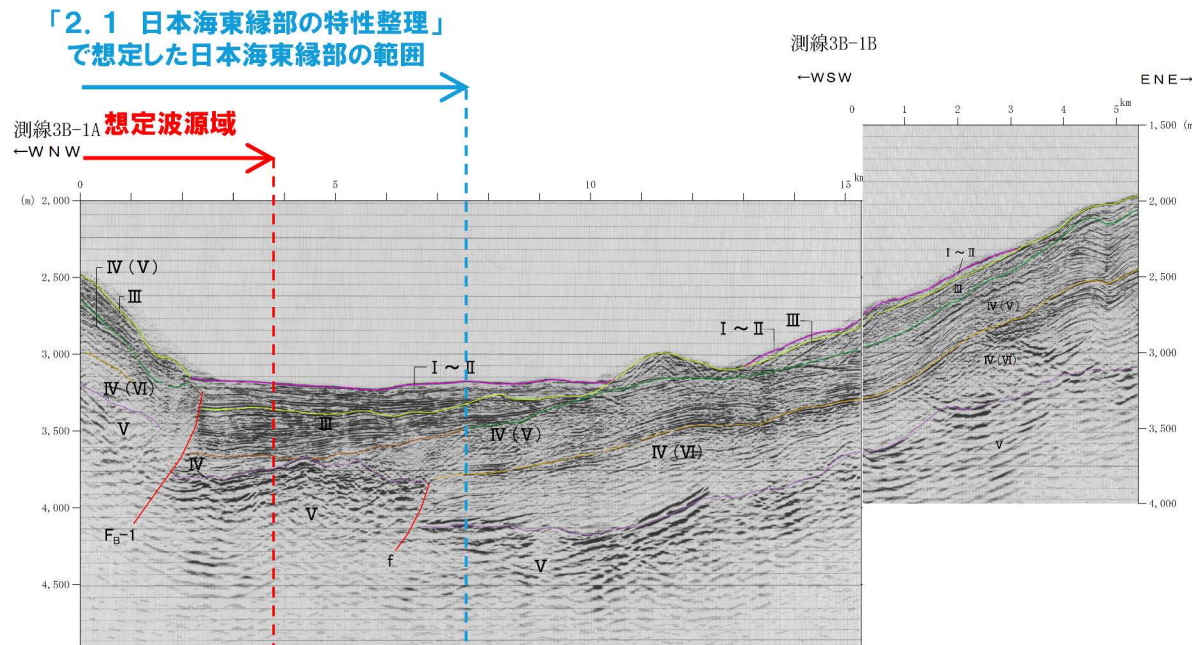 「2.1 日本海東縁部の特性整理」
で想定した日本海東縁部の範囲
測線3B-1B
←WSW
ENE→
0 1 2 3 4 5 km
測線3B-1A
想定波源域
←WNW
1,500 (m
0 5 10 15 km
(m) 2,000
2,000
Ⅳ(Ⅴ)
Ⅰ～Ⅱ
2,500
2,500
Ⅲ
Ⅲ
Ⅳ(Ⅴ)
Ⅰ～Ⅱ
Ⅲ
3,000
3,000
Ⅰ～Ⅱ
Ⅳ(Ⅵ)
Ⅳ(Ⅵ)
Ⅴ
Ⅲ
3,500
3,500
Ⅳ(Ⅴ)
Ⅳ
Ⅳ(Ⅵ)
Ⅴ
4,000
4,000
Ⅴ
FB-1
f
Ⅴ
4,500